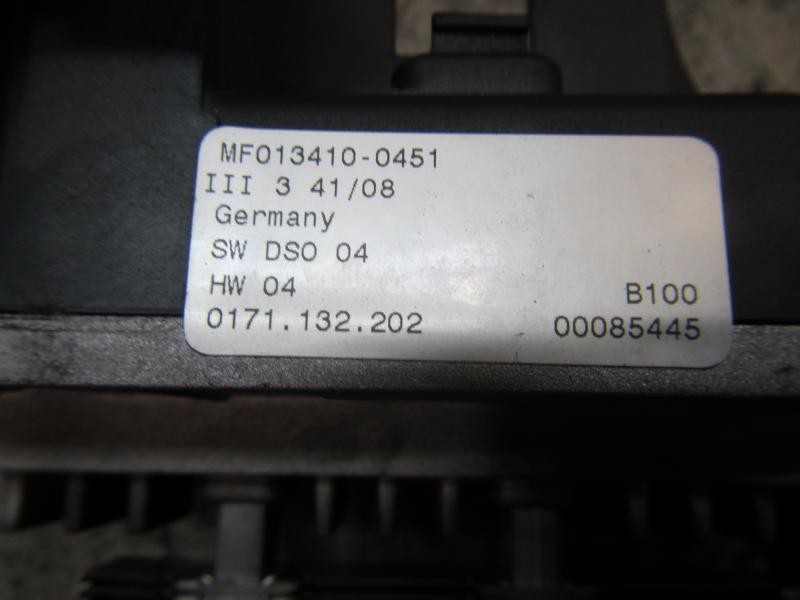 MF013410-0451
III 3 41/08
Germany
SW DS0 04
HW 04
B100
0171.132.202
00085445